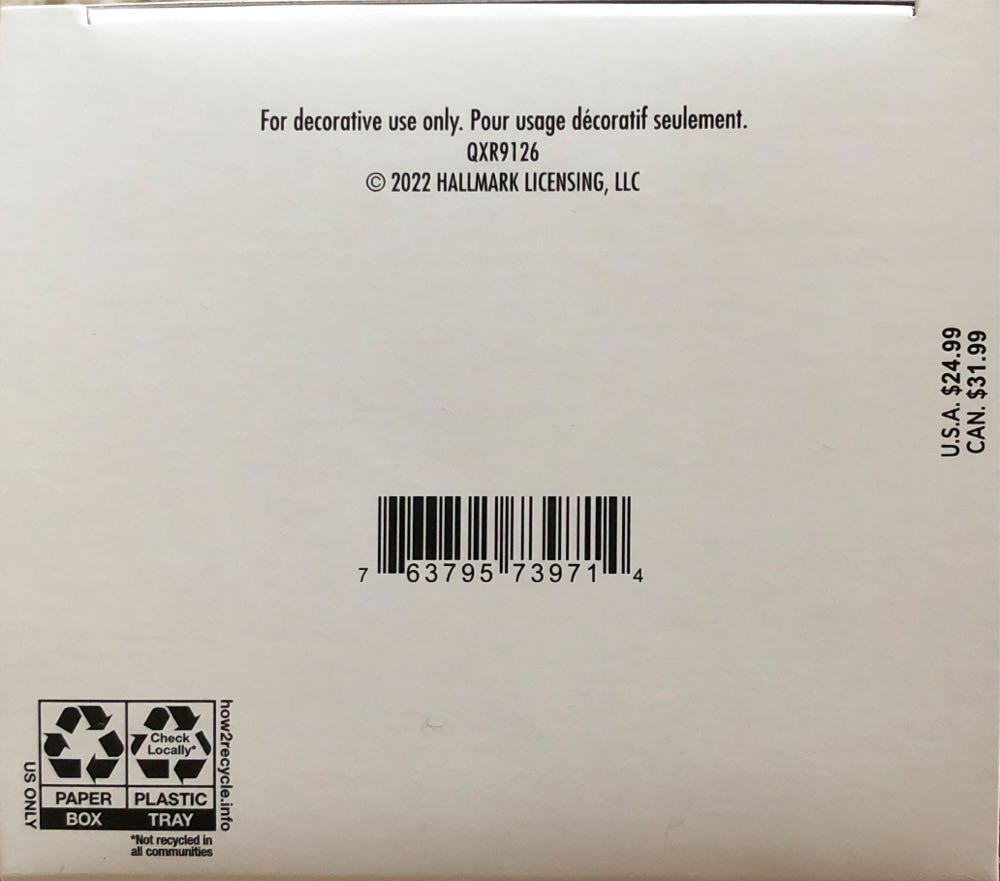 For decorative use only. Pour usage décoratif seulement.
QXR9126
© 2022 HALLMARK LICENSING, LLC
U.S.A. $24.99
CAN. $31.99
7 63795 73971 4
how2recycle.info
US ONLY
Check
Locally*
PAPER
PLASTIC
BOX
TRAY
*Not recycled in
all communities